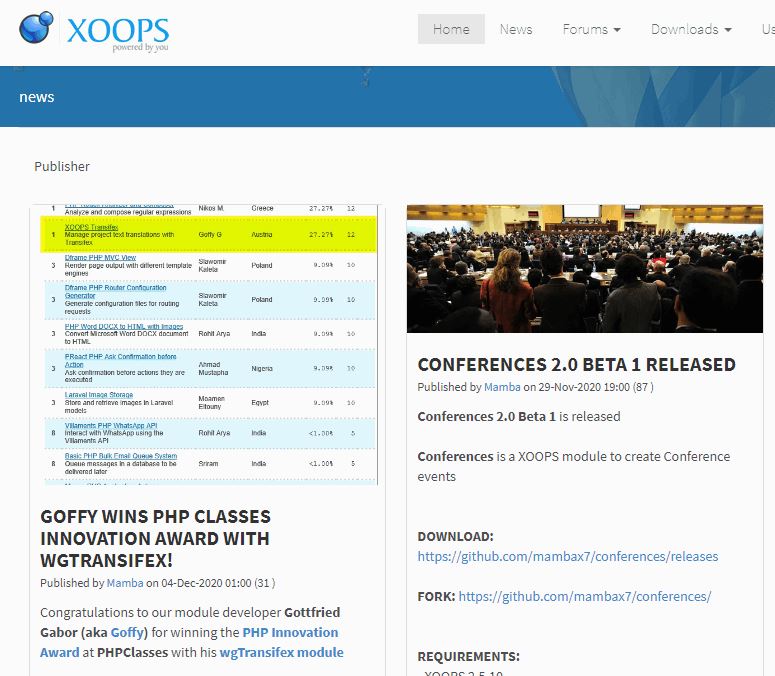 XOOPS
powered by you
Home
News
Forums
Downloads
Us
news
Publisher
Analyze and compose regular expressions
1
Nikos M.
Greece
27.27%
12
XOOPS Transifex
Manage project text translations with
Transifex
1
Goffy G
Austria
27.27%
12
Dframe PHP MVC View
Render page output with different template
engines
3
Slawomir
Kaleta
Poland
9.09%
10
Dframe PHP Router Configuration
Generator
Generate configuration files for routing
requests
3
Slawomir
Kaleta
Poland
9.09%
10
PHP Word DOCX to HTML with Images
Convert Microsoft Word DOCX document
to HTML
3
Rohit Arya
India
9.09%
10
PReact PHP Ask Confirmation before
Action
Ask confirmation before actions they are
executed
3
Ahmad
Mustapha
Nigeria
9.09%
10
Laravel Image Storage
Store and retrieve images in Laravel
models
3
Moamen
Eltouny
Egypt
9.09%
10
Villaments PHP WhatsApp API
Interact with WhatsApp using the
Villaments API
8
Rohit Arya
India
<1.00%
5
Basic PHP Bulk Email Queue System
Queue messages in a database to be
delivered later
8
Sriram
India
<1.00%
5
GOFFY WINS PHP CLASSES
INNOVATION AWARD WITH
WGTRANSIFEX!
Published by Mamba on 04-Dec-2020 01:00 (31 )
Congratulations to our module developer Gottfried
Gabor (aka Goffy) for winning the PHP Innovation
Award at PHPClasses with his wgTransifex module
CONFERENCES 2.0 BETA 1 RELEASED
Published by Mamba on 29-Nov-2020 19:00 (87 )
Conferences 2.0 Beta 1 is released
Conferences is a XOOPS module to create Conference
events
DOWNLOAD:
https://github.com/mambax7/conferences/releases
FORK: https://github.com/mambax7/conferences/
REQUIREMENTS:
- XOOPS 2.5.10